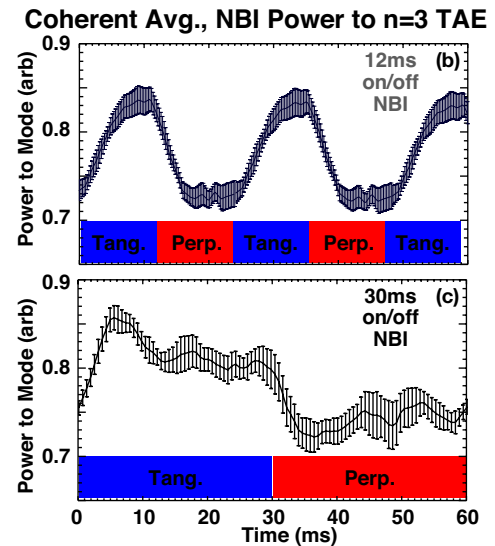 Coherent Avg., NBI Power to n=3 TAE
Power to Mode (arb)
0.9
0.8
0.7
12ms (b)
on/off
NBI
Tang. Perp. Tang. Perp. Tang.
Power to Mode (arb)
0.9
0.8
0.7
30ms (c)
on/off
NBI
Tang. Perp.
0 10 20 30 40 50 60
Time (ms)